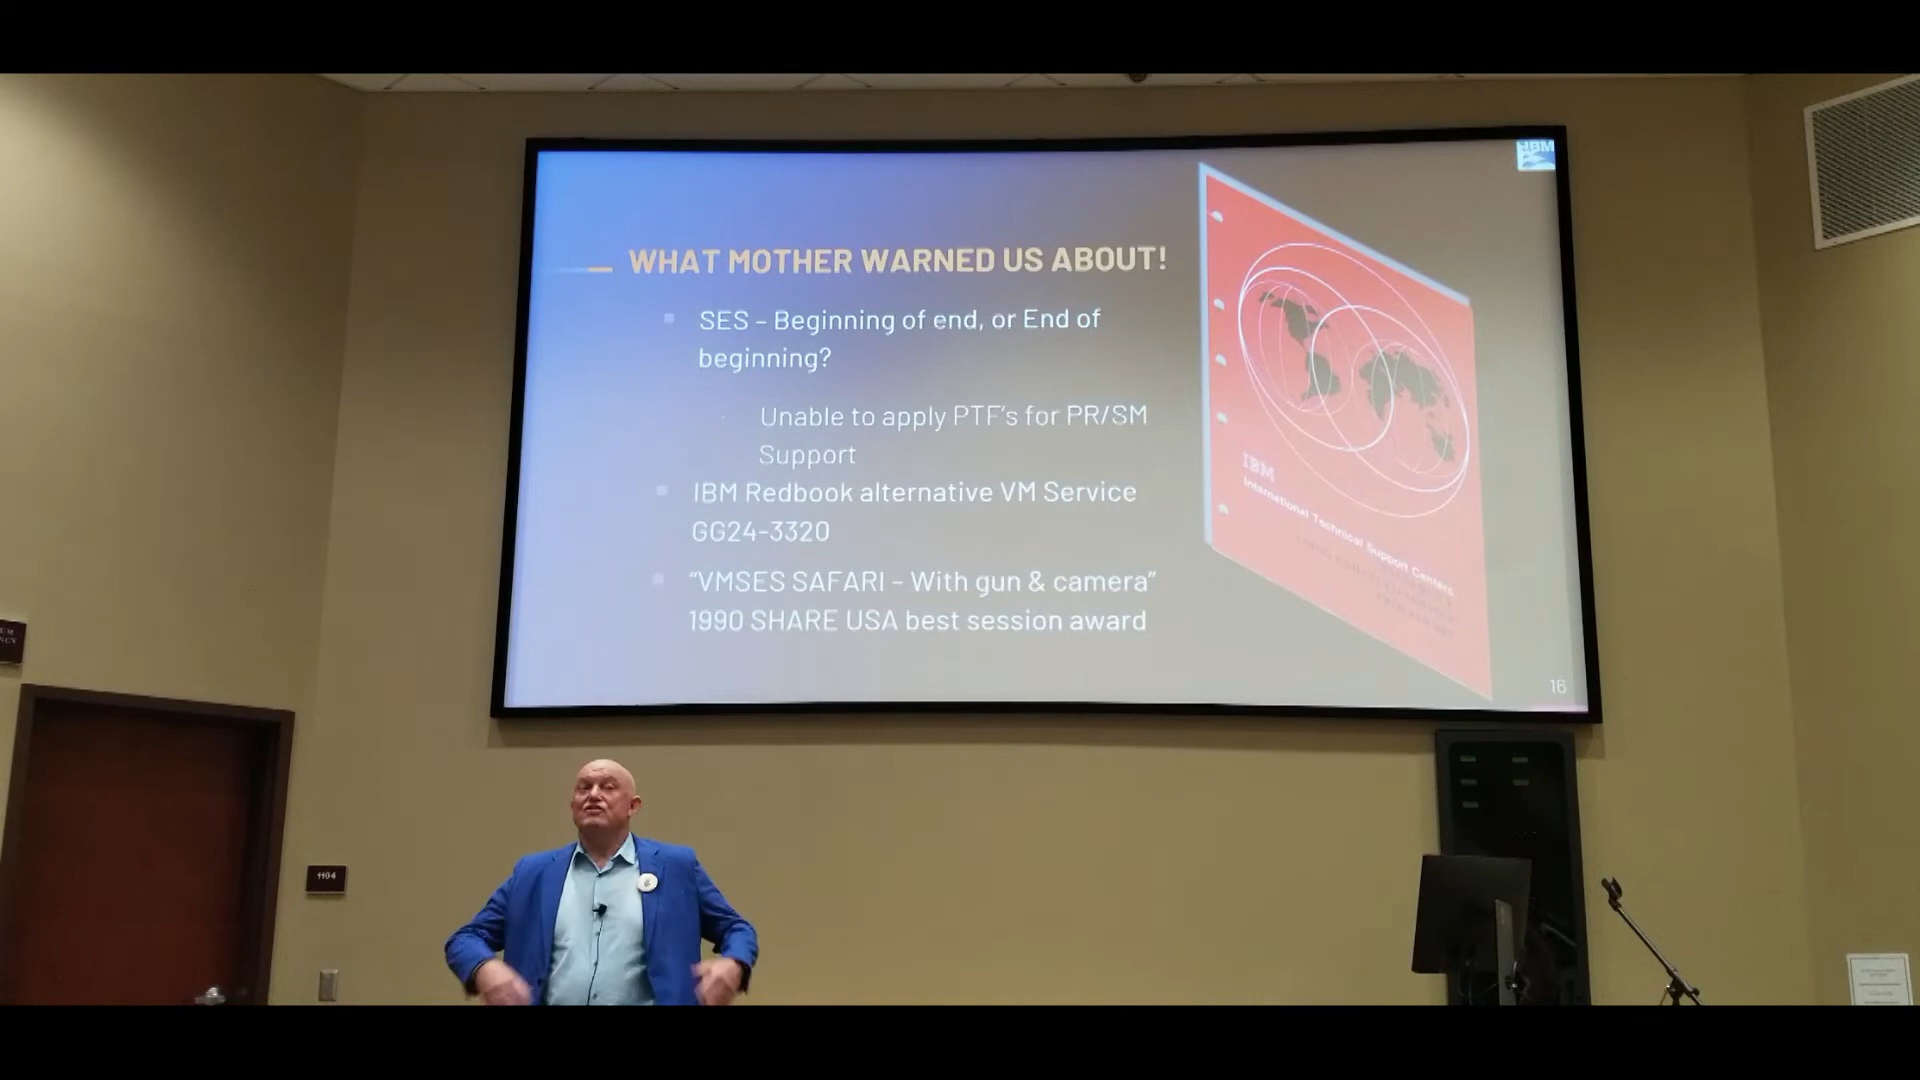 IBM
WHAT MOTHER WARNED US ABOUT!
SES – Beginning of end, or End of
beginning?
Unable to apply PTF's for PR/SM
Support
IBM Redbook alternative VM Service
GG24-3320
"VMSES SAFARI – With gun & camera"
1990 SHARE USA best session award
IBM
International Technical Support Centers
16
1104